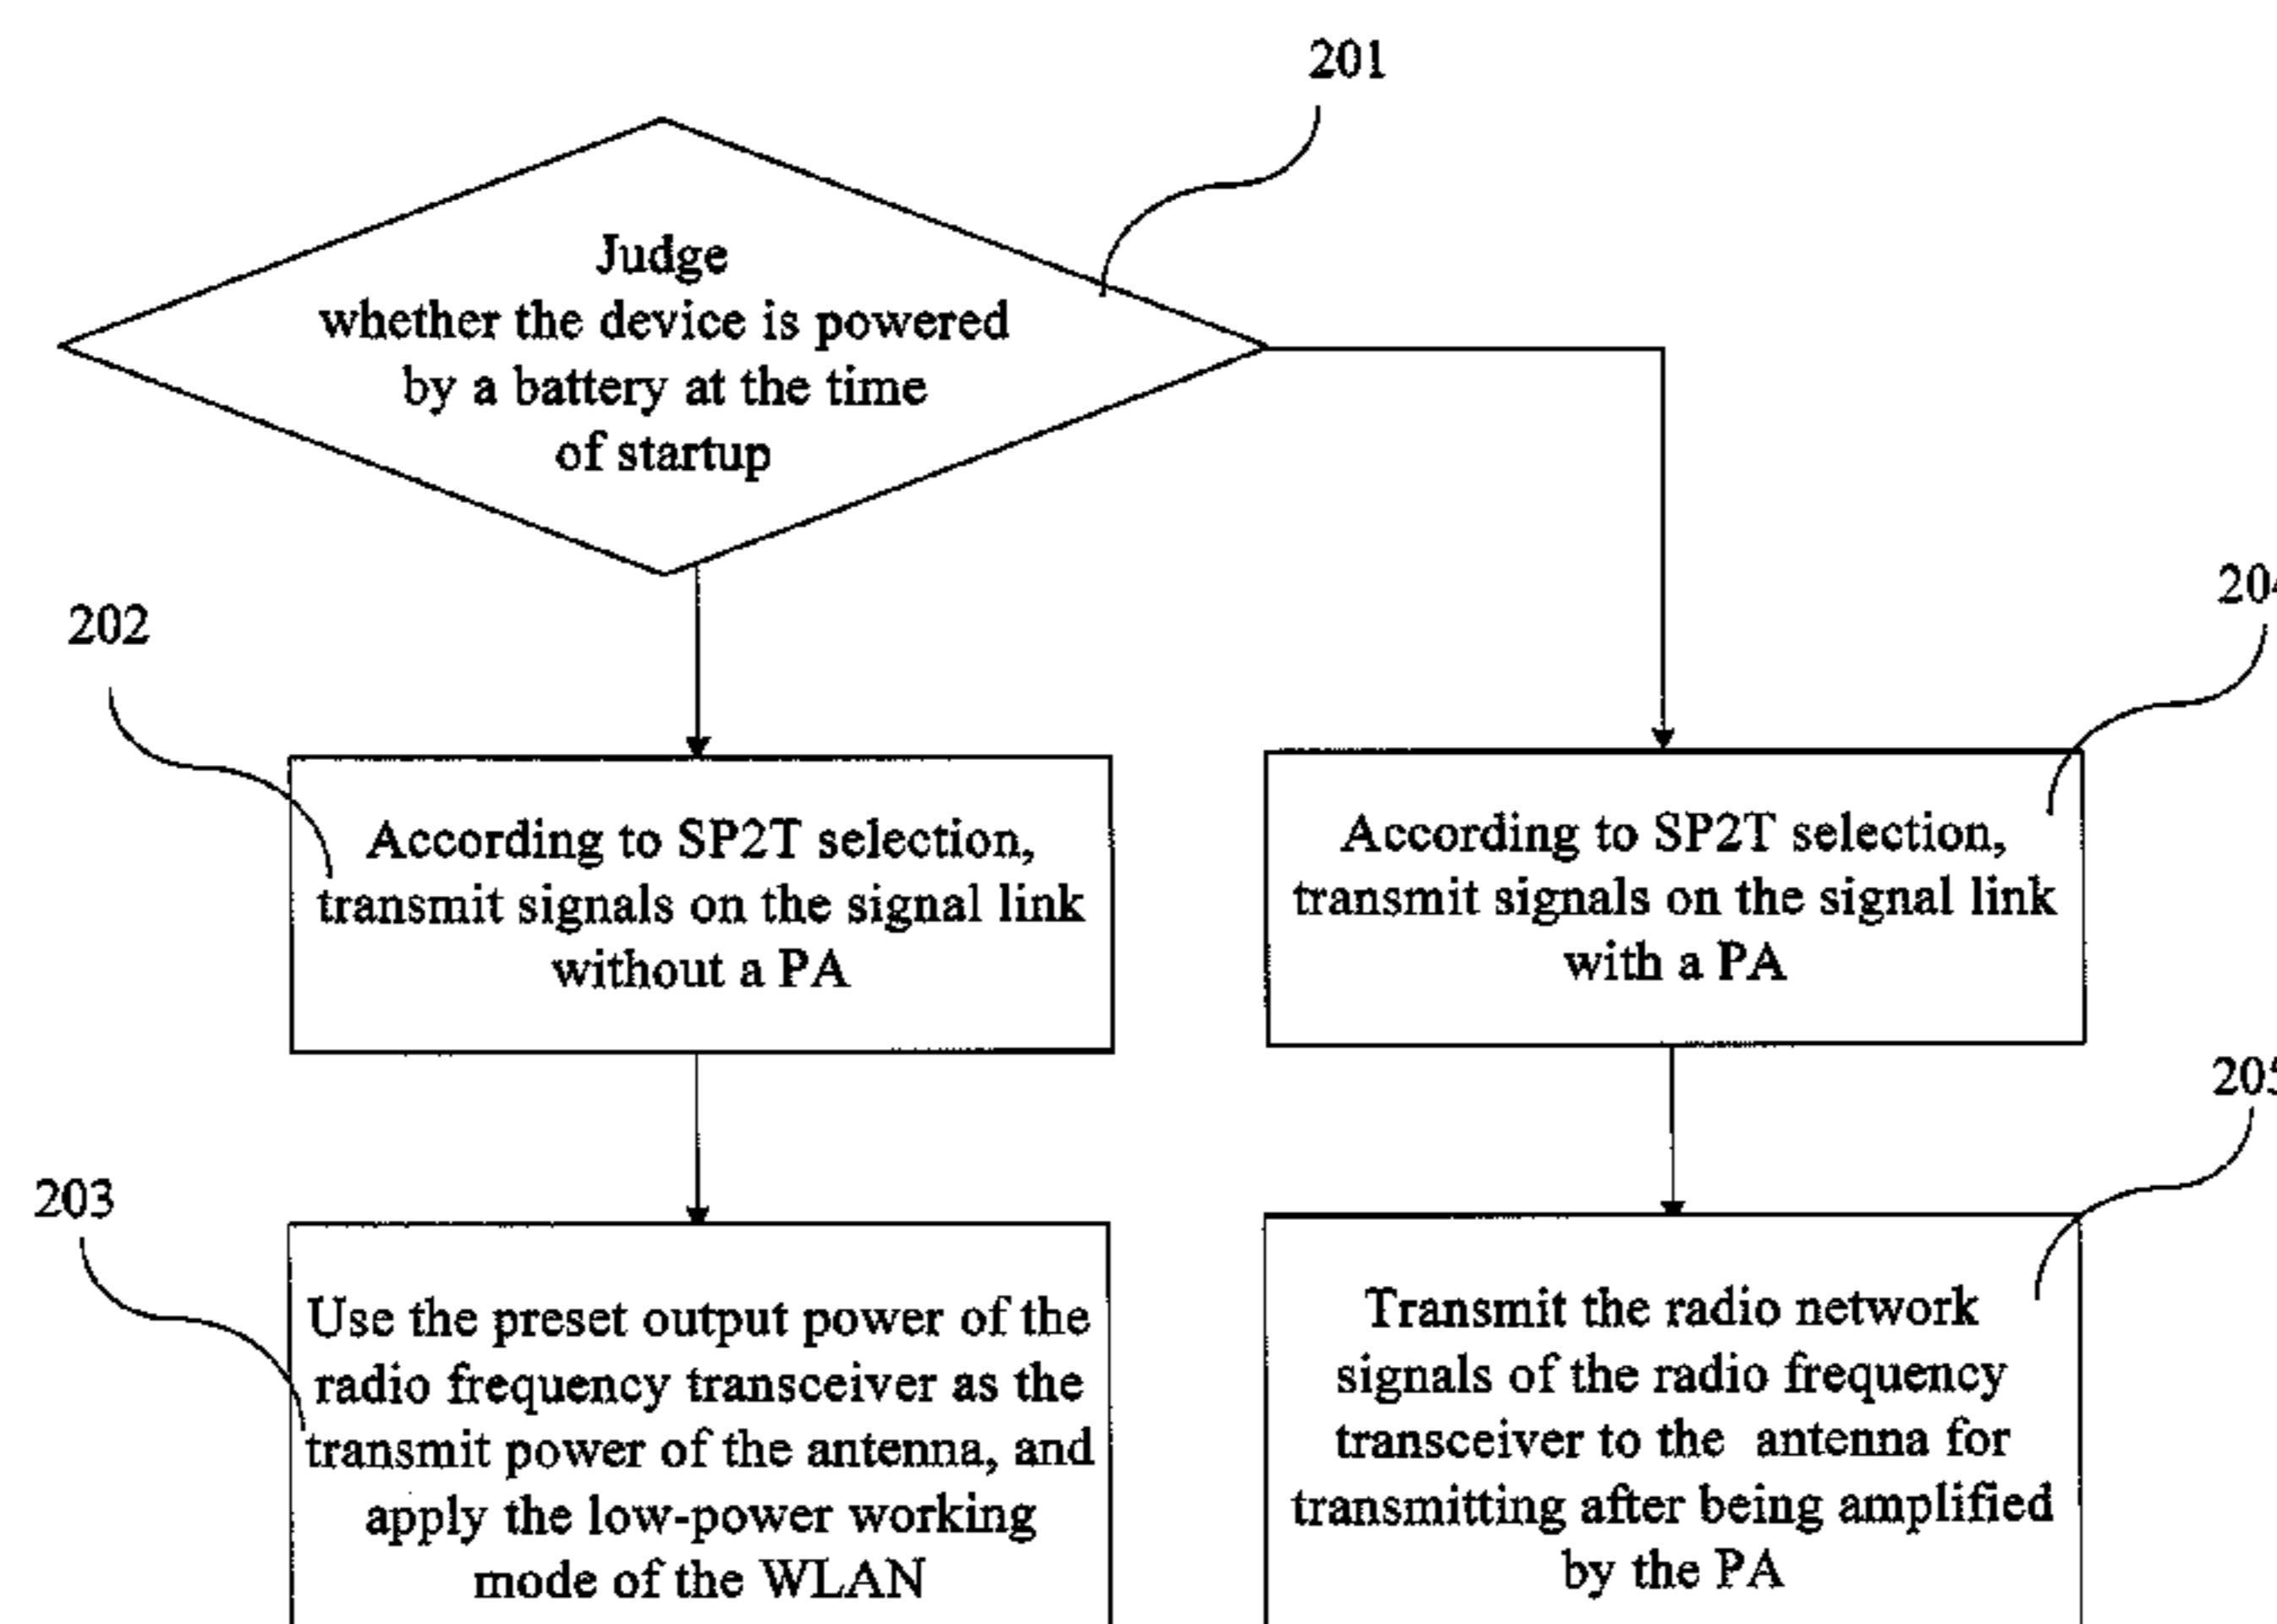 201
Judge
whether the device is powered
by a battery at the time
of startup
202
According to SP2T selection,
transmit signals on the signal link
without a PA
204
According to SP2T selection,
transmit signals on the signal link
with a PA
203
Use the preset output power of the
radio frequency transceiver as the
transmit power of the antenna, and
apply the low-power working
mode of the WLAN
205
Transmit the radio network
signals of the radio frequency
transceiver to the antenna for
transmitting after being amplified
by the PA